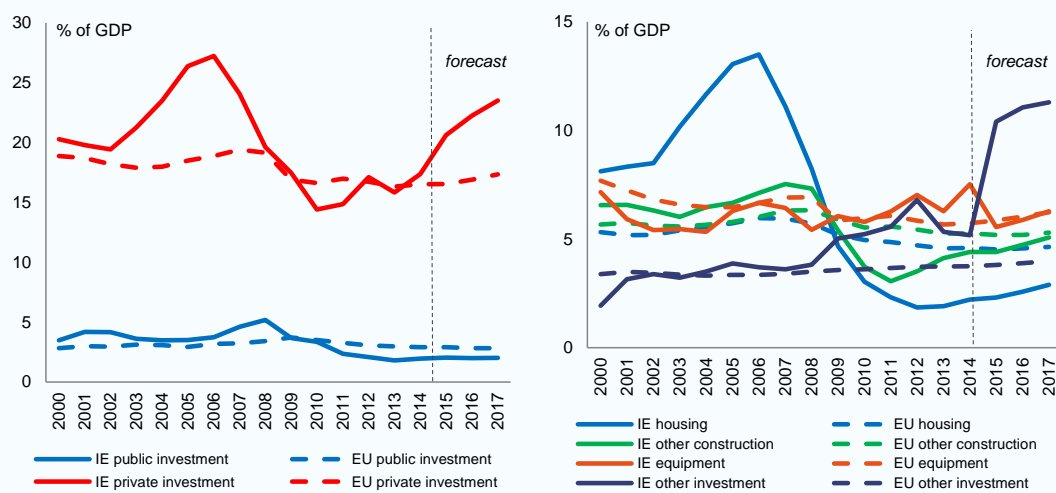 % of GDP
forecast
30
25
20
15
10
5
0
2000
2001
2002
2003
2004
2005
2006
2007
2008
2009
2010
2011
2012
2013
2014
2015
2016
2017
IE public investment
EU public investment
IE private investment
EU private investment
% of GDP
forecast
15
10
5
0
2000
2001
2002
2003
2004
2005
2006
2007
2008
2009
2010
2011
2012
2013
2014
2015
2016
2017
IE housing
EU housing
IE other construction
EU other construction
IE equipment
EU equipment
IE other investment
EU other investment